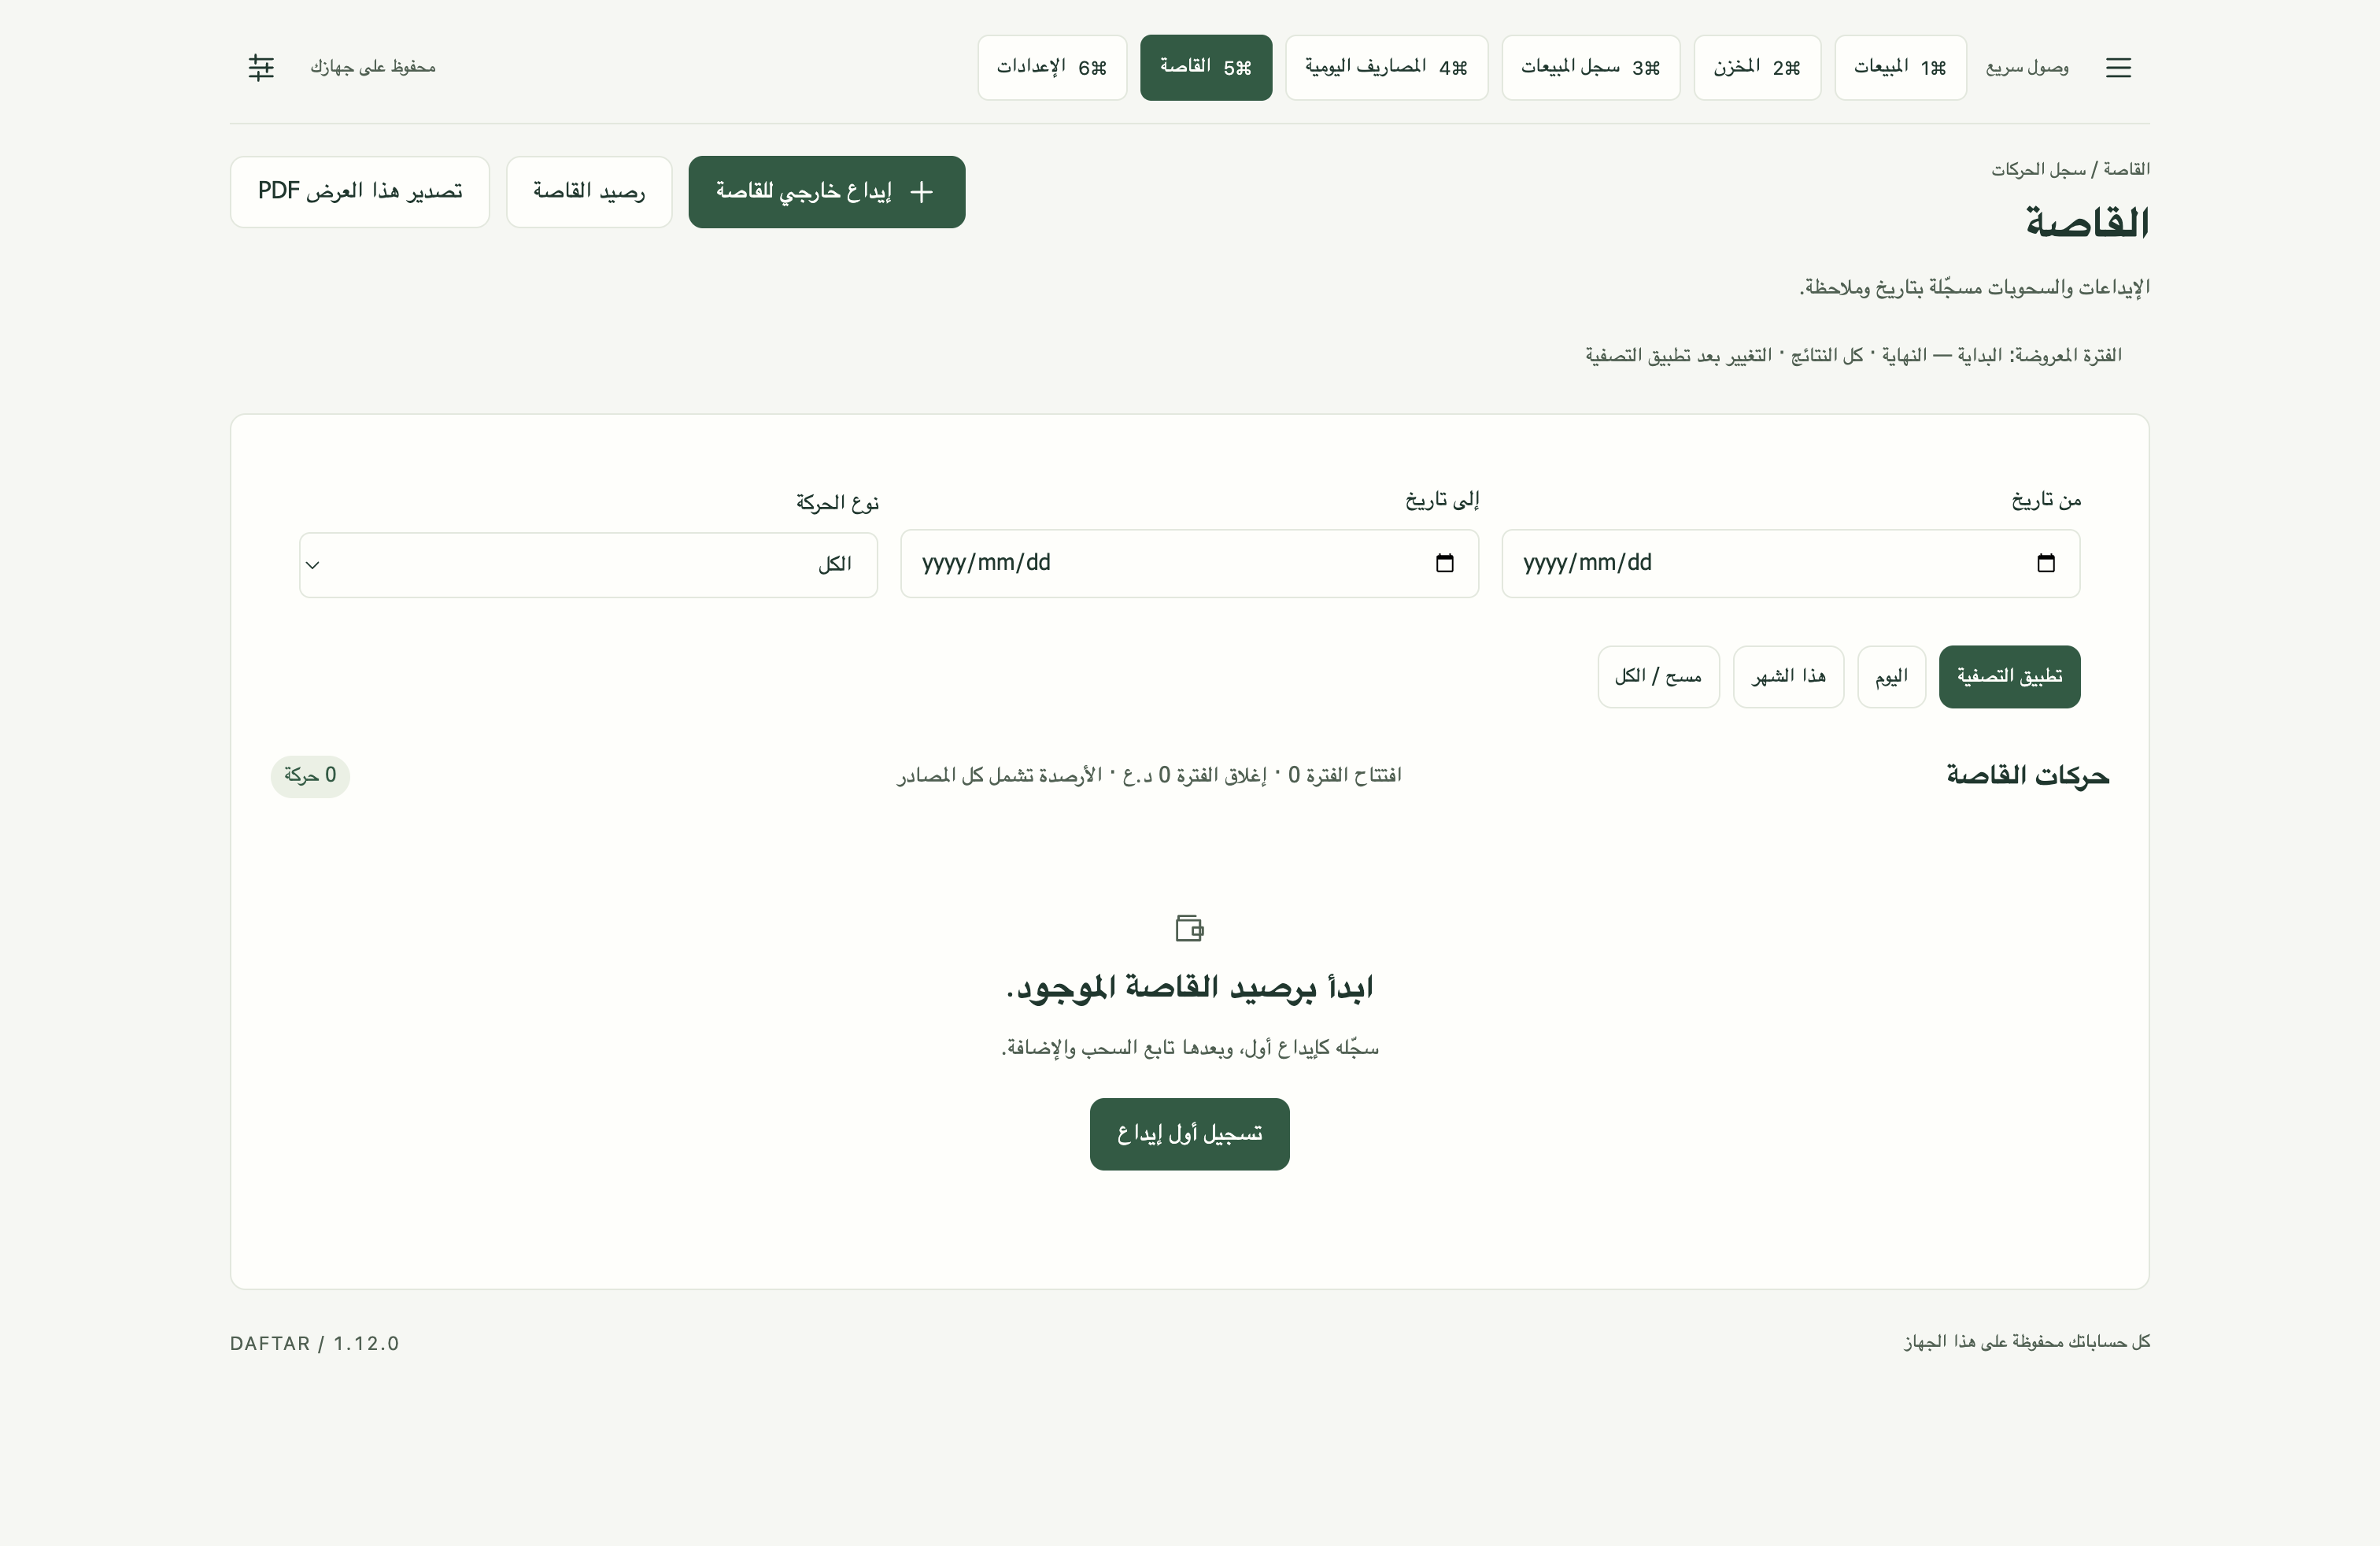 وصول سريع
⌘1 المبيعات
⌘2 المخزن
⌘3 سجل المبيعات
⌘4 المصاريف اليومية
⌘5 القاصة
⌘6 الإعدادات
محفوظ على جهازك
القاصة / سجل الحركات
القاصة
الإيداعات والسحوبات مسجّلة بتاريخ وملاحظة.
إيداع خارجي للقاصة
رصيد القاصة
تصدير هذا العرض PDF
الفترة المعروضة: البداية — النهاية · كل النتائج · التغيير بعد تطبيق التصفية
من تاريخ
yyyy/mm/dd
إلى تاريخ
yyyy/mm/dd
نوع الحركة
الكل
تطبيق التصفية
اليوم
هذا الشهر
مسح / الكل
حركات القاصة
افتتاح الفترة 0 · إغلاق الفترة 0 د.ع · الأرصدة تشمل كل المصادر
0 حركة
ابدأ برصيد القاصة الموجود.
سجّله كإيداع أول، وبعدها تابع السحب والإضافة.
تسجيل أول إيداع
كل حساباتك محفوظة على هذا الجهاز
DAFTAR / 1.12.0